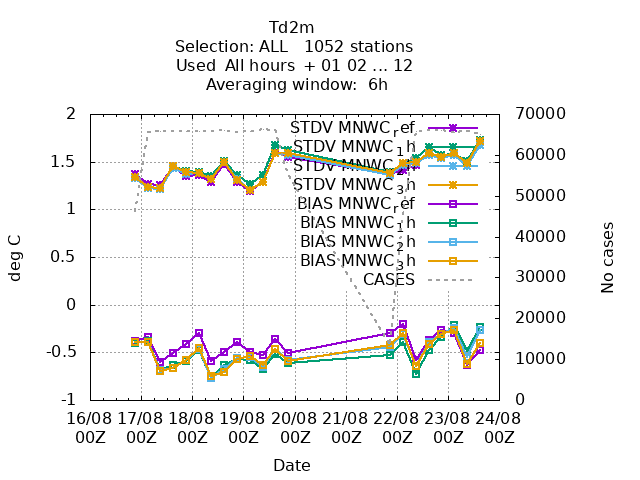 Td2m
Selection: ALL   1052 stations
Used  All hours  + 01 02 ... 12
Averaging window:  6h
2
1.5
1
0.5
0
-0.5
-1
deg C
70000
60000
50000
40000
30000
20000
10000
0
No cases
STDV MNWC_ref
STDV MNWC_1h
STDV MNWC_2h
STDV MNWC_3h
BIAS MNWC_ref
BIAS MNWC_1h
BIAS MNWC_2h
BIAS MNWC_3h
CASES
16/08 17/08 18/08 19/08 20/08 21/08 22/08 23/08 24/08
00Z 00Z 00Z 00Z 00Z 00Z 00Z 00Z 00Z
Date